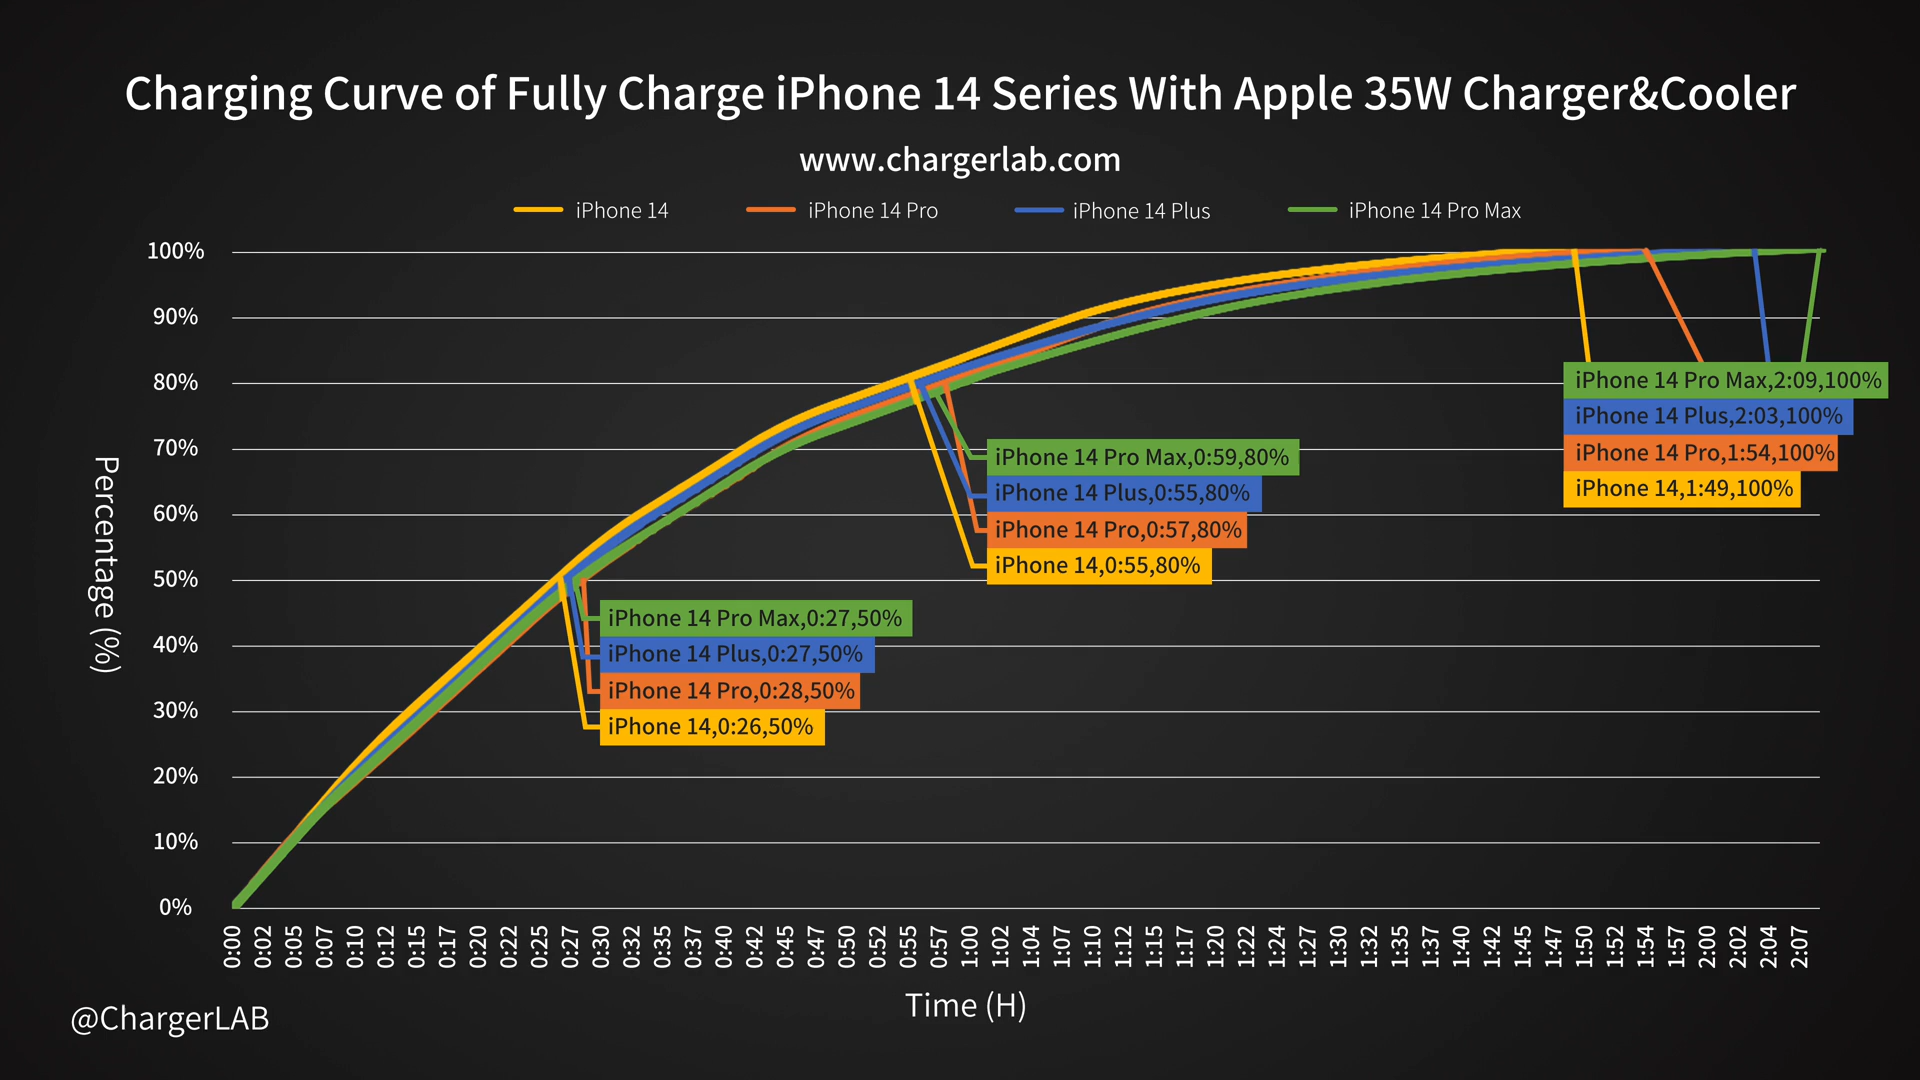 Charging Curve of Fully Charge iPhone 14 Series With Apple 35W Charger&Cooler
www.chargerlab.com
iPhone 14 iPhone 14 Pro iPhone 14 Plus iPhone 14 Pro Max
100%
90%
80%
70%
60%
50%
40%
30%
20%
10%
0%
Percentage (%)
iPhone 14 Pro Max,0:27,50%
iPhone 14 Plus,0:27,50%
iPhone 14 Pro,0:28,50%
iPhone 14,0:26,50%
iPhone 14 Pro Max,0:59,80%
iPhone 14 Plus,0:55,80%
iPhone 14 Pro,0:57,80%
iPhone 14,0:55,80%
iPhone 14 Pro Max,2:09,100%
iPhone 14 Plus,2:03,100%
iPhone 14 Pro,1:54,100%
iPhone 14,1:49,100%
0:00 0:02 0:05 0:07 0:10 0:12 0:15 0:17 0:20 0:22 0:25 0:27 0:30 0:32 0:35 0:37 0:40 0:42 0:45 0:47 0:50 0:52 0:55 0:57 1:00 1:02 1:04 1:07 1:10 1:12 1:15 1:17 1:20 1:22 1:24 1:27 1:30 1:32 1:35 1:37 1:40 1:42 1:45 1:47 1:50 1:52 1:54 1:57 2:00 2:02 2:04 2:07
Time (H)
@ChargerLAB